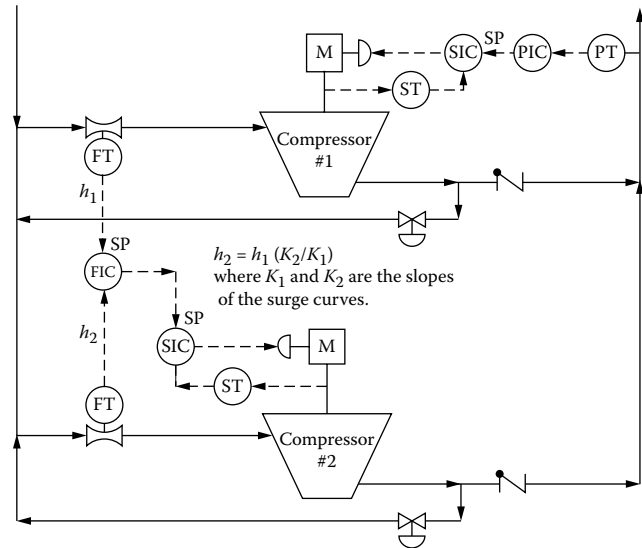 M
SIC
SP
PIC
PT
ST
Compressor
#1
FT
h1
SP
FIC
h2 = h1 (K2/K1)
where K1 and K2 are the slopes
of the surge curves.
SP
h2
SIC
M
ST
FT
Compressor
#2